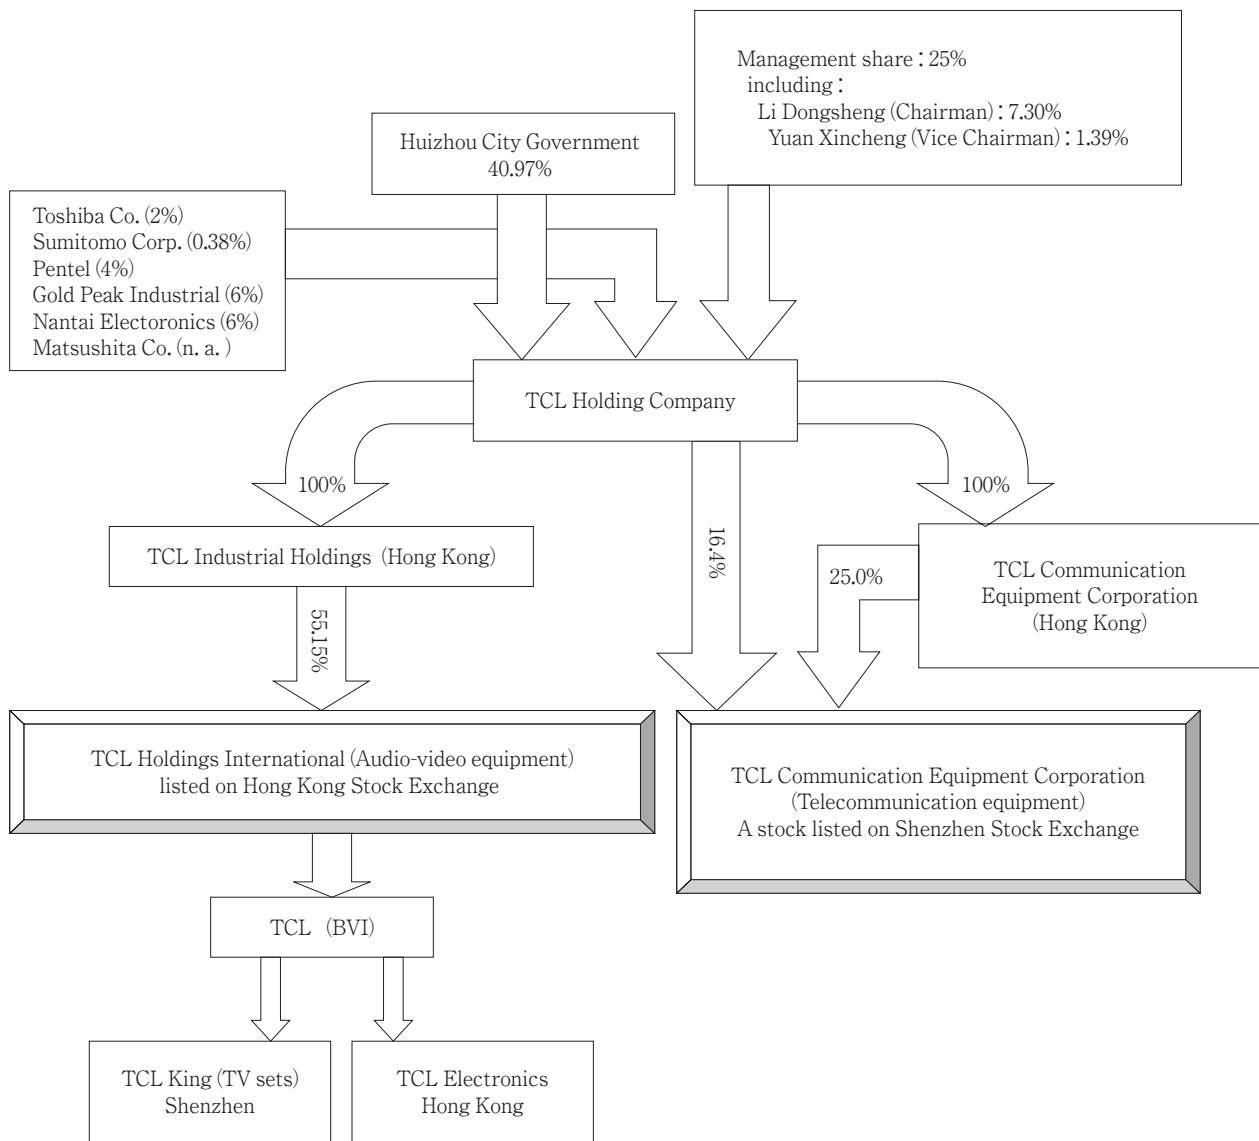 Management share：25%
including：
Li Dongsheng (Chairman)：7.30%
Yuan Xincheng (Vice Chairman)：1.39%
Huizhou City Government
40.97%
Toshiba Co. (2%)
Sumitomo Corp. (0.38%)
Pentel (4%)
Gold Peak Industrial (6%)
Nantai Electoronics (6%)
Matsushita Co. (n. a. )
TCL Holding Company
100%
100%
TCL Industrial Holdings (Hong Kong)
16.4%
25.0%
TCL Communication
Equipment Corporation
(Hong Kong)
55.15%
TCL Holdings International (Audio-video equipment)
listed on Hong Kong Stock Exchange
TCL Communication Equipment Corporation
(Telecommunication equipment)
A stock listed on Shenzhen Stock Exchange
TCL (BVI)
TCL King (TV sets)
Shenzhen
TCL Electronics
Hong Kong